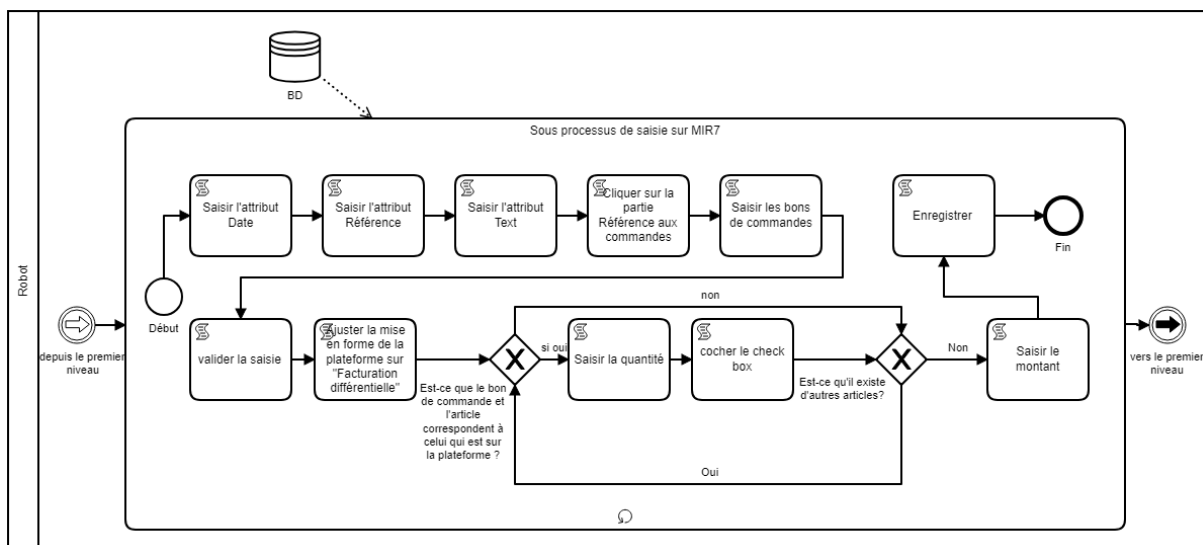 Robot
BD
Sous processus de saisie sur MIR7
Saisir l'attribut
Date
Saisir l'attribut
Référence
Saisir l'attribut
Text
Cliquer sur la
partie
Référence aux
commandes
Saisir les bons
de commandes
Enregistrer
Fin
Début
depuis le premier
niveau
valider la saisie
Ajuster la mise
en forme de la
plateforme sur
"Facturation
différentielle"
Est-ce que le bon
de commande et
l'article
correspondent à
celui qui est sur
la plateforme ?
non
si oui
Saisir la quantité
cocher le check
box
Est-ce qu'il existe
d'autres articles?
Non
Oui
Saisir le
montant
vers le premier
niveau